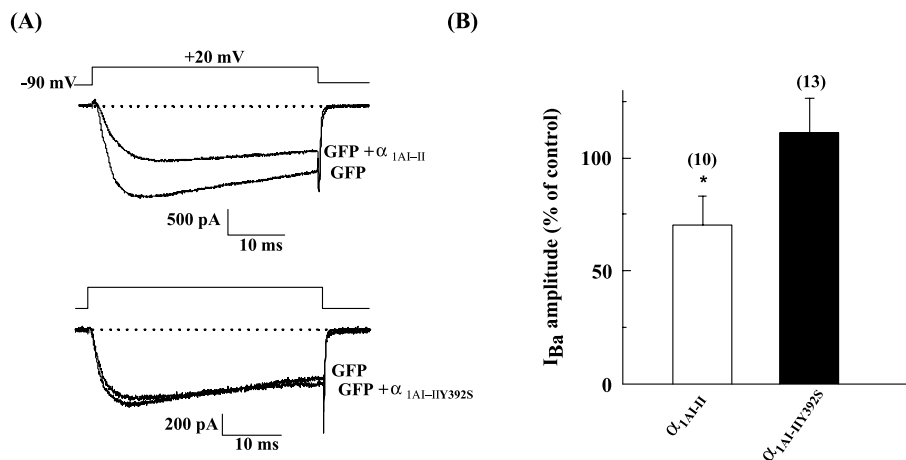 (A)
+20 mV
-90 mV
GFP + α1AI–II
GFP
500 pA
10 ms
GFP
GFP + α1AI–IIY392S
200 pA
10 ms
(B)
IBa amplitude (% of control)
100
50
0
(10)
*
(13)
α1AI-II
α1AI-IIY392S